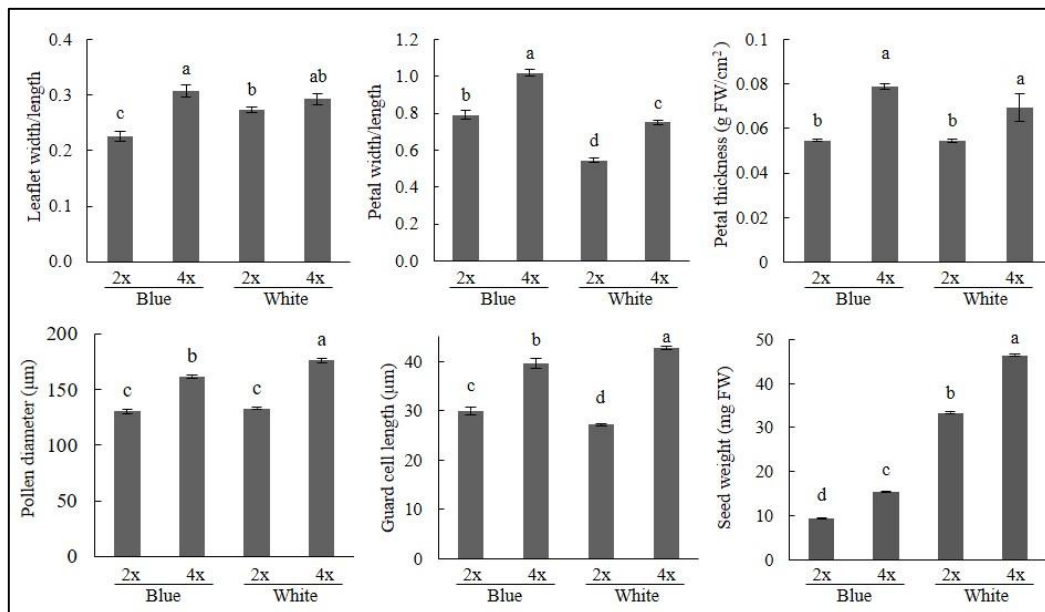 Leaflet width/length
0.4
0.3
0.2
0.1
0.0
c
a
b
ab
2x 4x 2x 4x
Blue White
Petal width/length
1.2
1.0
0.8
0.6
0.4
0.2
0.0
b
a
d
c
2x 4x 2x 4x
Blue White
Petal thickness (g FW/cm²)
0.1
0.08
0.06
0.04
0.02
0
b
a
b
a
2x 4x 2x 4x
Blue White
Pollen diameter (μm)
200
150
100
50
0
c
b
c
a
2x 4x 2x 4x
Blue White
Guard cell length (μm)
40
30
20
10
0
c
b
d
a
2x 4x 2x 4x
Blue White
Seed weight (mg FW)
50
40
30
20
10
0
d
c
b
a
2x 4x 2x 4x
Blue White